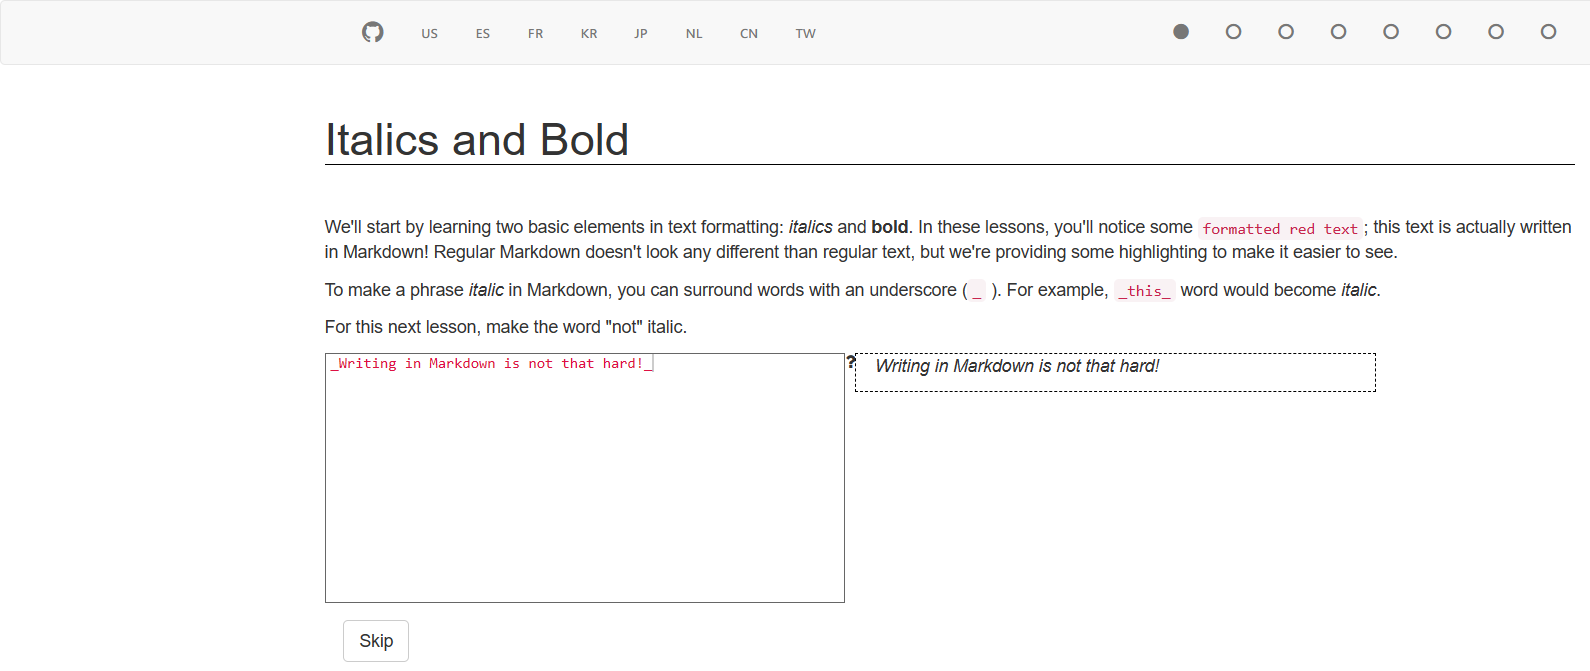 US ES FR KR JP NL CN TW
Italics and Bold
We'll start by learning two basic elements in text formatting: italics and bold. In these lessons, you'll notice some formatted red text ; this text is actually written
in Markdown! Regular Markdown doesn't look any different than regular text, but we're providing some highlighting to make it easier to see.
To make a phrase italic in Markdown, you can surround words with an underscore ( _ ). For example, _this_ word would become italic.
For this next lesson, make the word "not" italic.
_Writing in Markdown is not that hard!_ ? Writing in Markdown is not that hard!
Skip